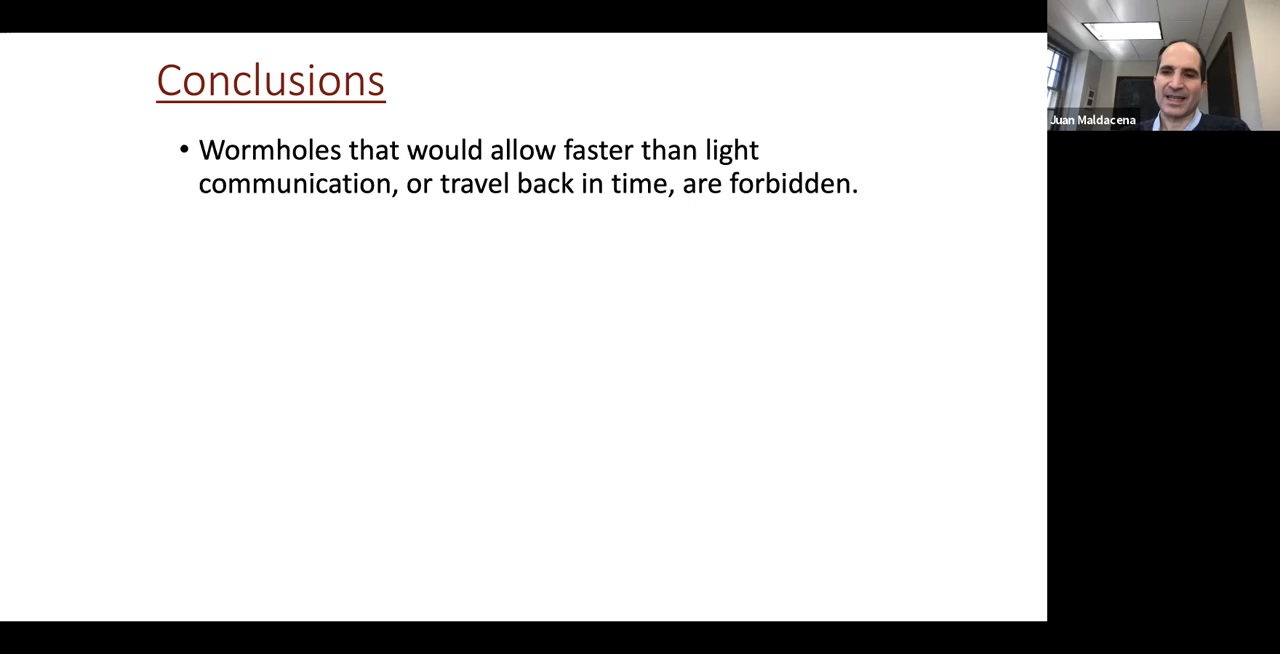 Conclusions
• Wormholes that would allow faster than light
communication, or travel back in time, are forbidden.
Juan Maldacena